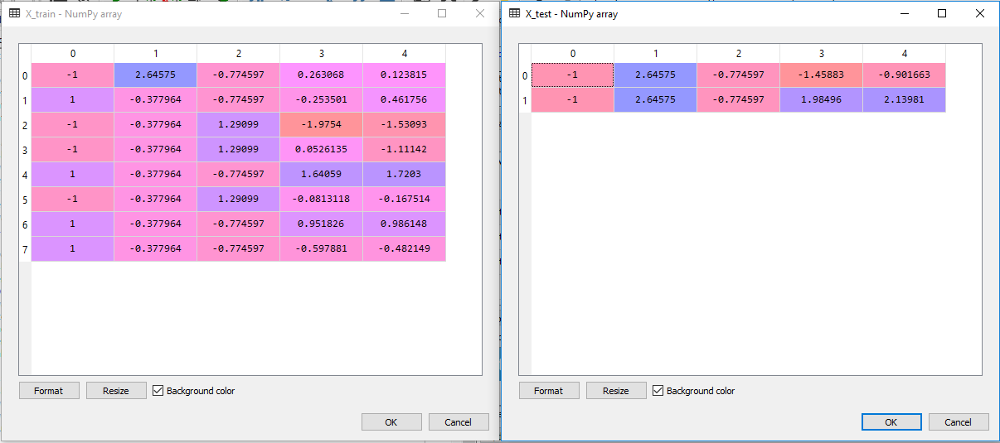 X_train - NumPy array
0 1 2 3 4
0 -1 2.64575 -0.774597 0.263068 0.123815
1 1 -0.377964 -0.774597 -0.253501 0.461756
2 -1 -0.377964 1.29099 -1.9754 -1.53093
3 -1 -0.377964 1.29099 0.0526135 -1.11142
4 1 -0.377964 -0.774597 1.64059 1.7203
5 -1 -0.377964 1.29099 -0.0813118 -0.167514
6 1 -0.377964 -0.774597 0.951826 0.986148
7 1 -0.377964 -0.774597 -0.597881 -0.482149
Format Resize Background color
OK Cancel
X_test - NumPy array
0 1 2 3 4
0 -1 2.64575 -0.774597 -1.45883 -0.901663
1 -1 2.64575 -0.774597 1.98496 2.13981
Format Resize Background color
OK Cancel